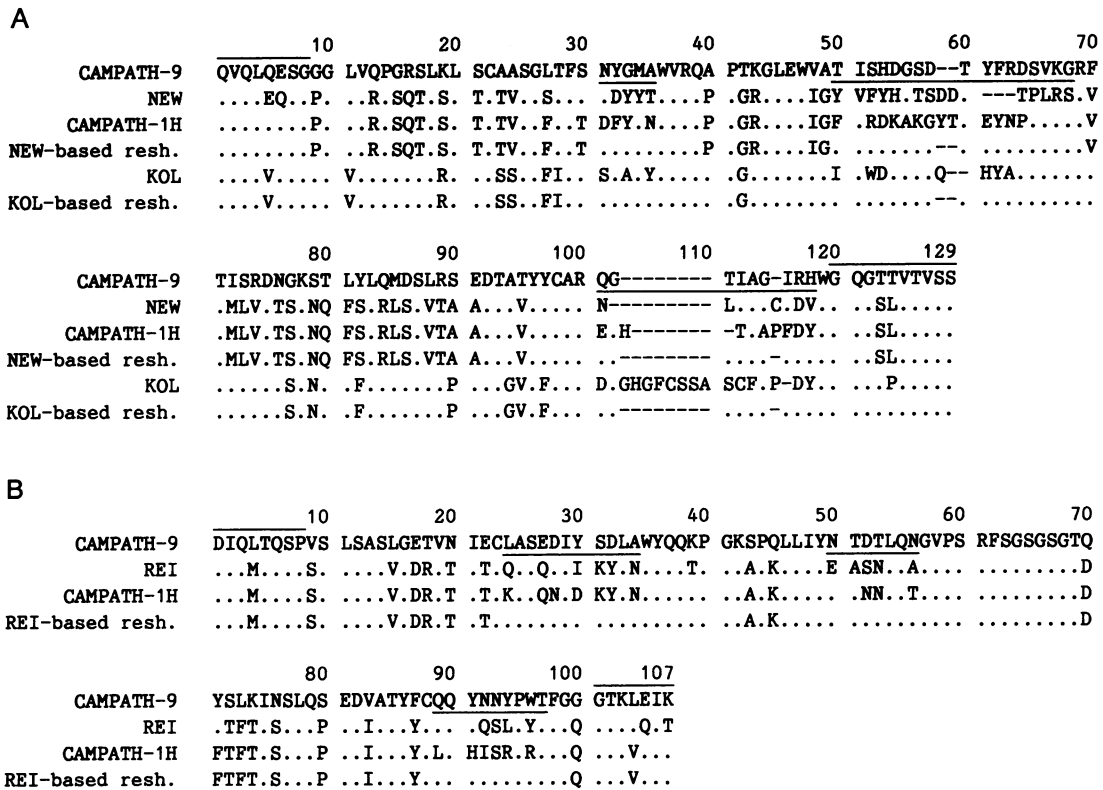 A
10 20 30 40 50 60 70
CAMPATH-9 QVQLQESGGG LVQPGRSLKL SCAASGLTFS NYGMAWVRQA PTKGLEWVAT ISHDGSD--T YFRDSVKGRF
NEW ....EQ..P. ..R.SQT.S. T.TV..S... .DYYT....P .GR....IGY VFYH.TSDD. ---TPLRS.V
CAMPATH-1H ........P. ..R.SQT.S. T.TV..F..T DFY.N....P .GR....IGF .RDKAKGYT. EYNP.....V
NEW-based resh. ........P. ..R.SQT.S. T.TV..F..T .........P .GR....IG. .......--. .........V
KOL ....V..... V.......R. ..SS..FI.. S.A.Y..... .G.......I .WD....Q-- HYA.......
KOL-based resh. ....V..... V.......R. ..SS..FI.. .......... .G........ .......--. ..........
80 90 100 110 120 129
CAMPATH-9 TISRDNGKST LYLQMDSLRS EDTATYYCAR QG-------- TIAG-IRHWG QGTTVTVSS
NEW .MLV.TS.NQ FS.RLS.VTA A...V..... N--------- L...C.DV.. ...SL....
CAMPATH-1H .MLV.TS.NQ FS.RLS.VTA A...V..... E.H------- -T.APFDY.. ...SL....
NEW-based resh. .MLV.TS.NQ FS.RLS.VTA A...V..... ..-------- ....-..... ...SL....
KOL ......S.N. .F.......P ...GV.F... D.GHGFCSSA SCF.P-DY.. ....P....
KOL-based resh. ......S.N. .F.......P ...GV.F... ..-------- ....-..... .........
B
10 20 30 40 50 60 70
CAMPATH-9 DIQLTQSPVS LSASLGETVN IECLASEDIY SDLAWYQQKP GKSPQLLIYN TDTLQNGVPS RFSGSGSGTQ
REI ...M....S. ....V.DR.T .T.Q..Q..I KY.N....T. ..A.K....E ASN..A.... .........D
CAMPATH-1H ...M....S. ....V.DR.T .T.K..QN.D KY.N...... ..A.K..... .NN..T.... .........D
REI-based resh. ...M....S. ....V.DR.T .T........ .......... ..A.K..... .......... .........D
80 90 100 107
CAMPATH-9 YSLKINSLQS EDVATYFCQQ YNNYPWTFGG GTKLEIK
REI .TFT.S...P ..I...Y... .QSL.Y...Q ....Q.T
CAMPATH-1H FTFT.S...P ..I...Y.L. HISR.R...Q ...V...
REI-based resh. FTFT.S...P ..I...Y... .........Q ...V...